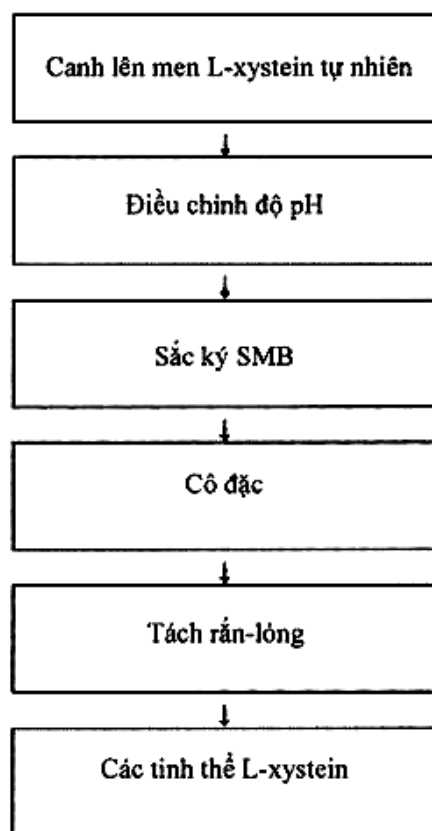 Canh lên men L-xystein tự nhiên
Điều chỉnh độ pH
Sắc ký SMB
Cô đặc
Tách rắn-lỏng
Các tinh thể L-xystein